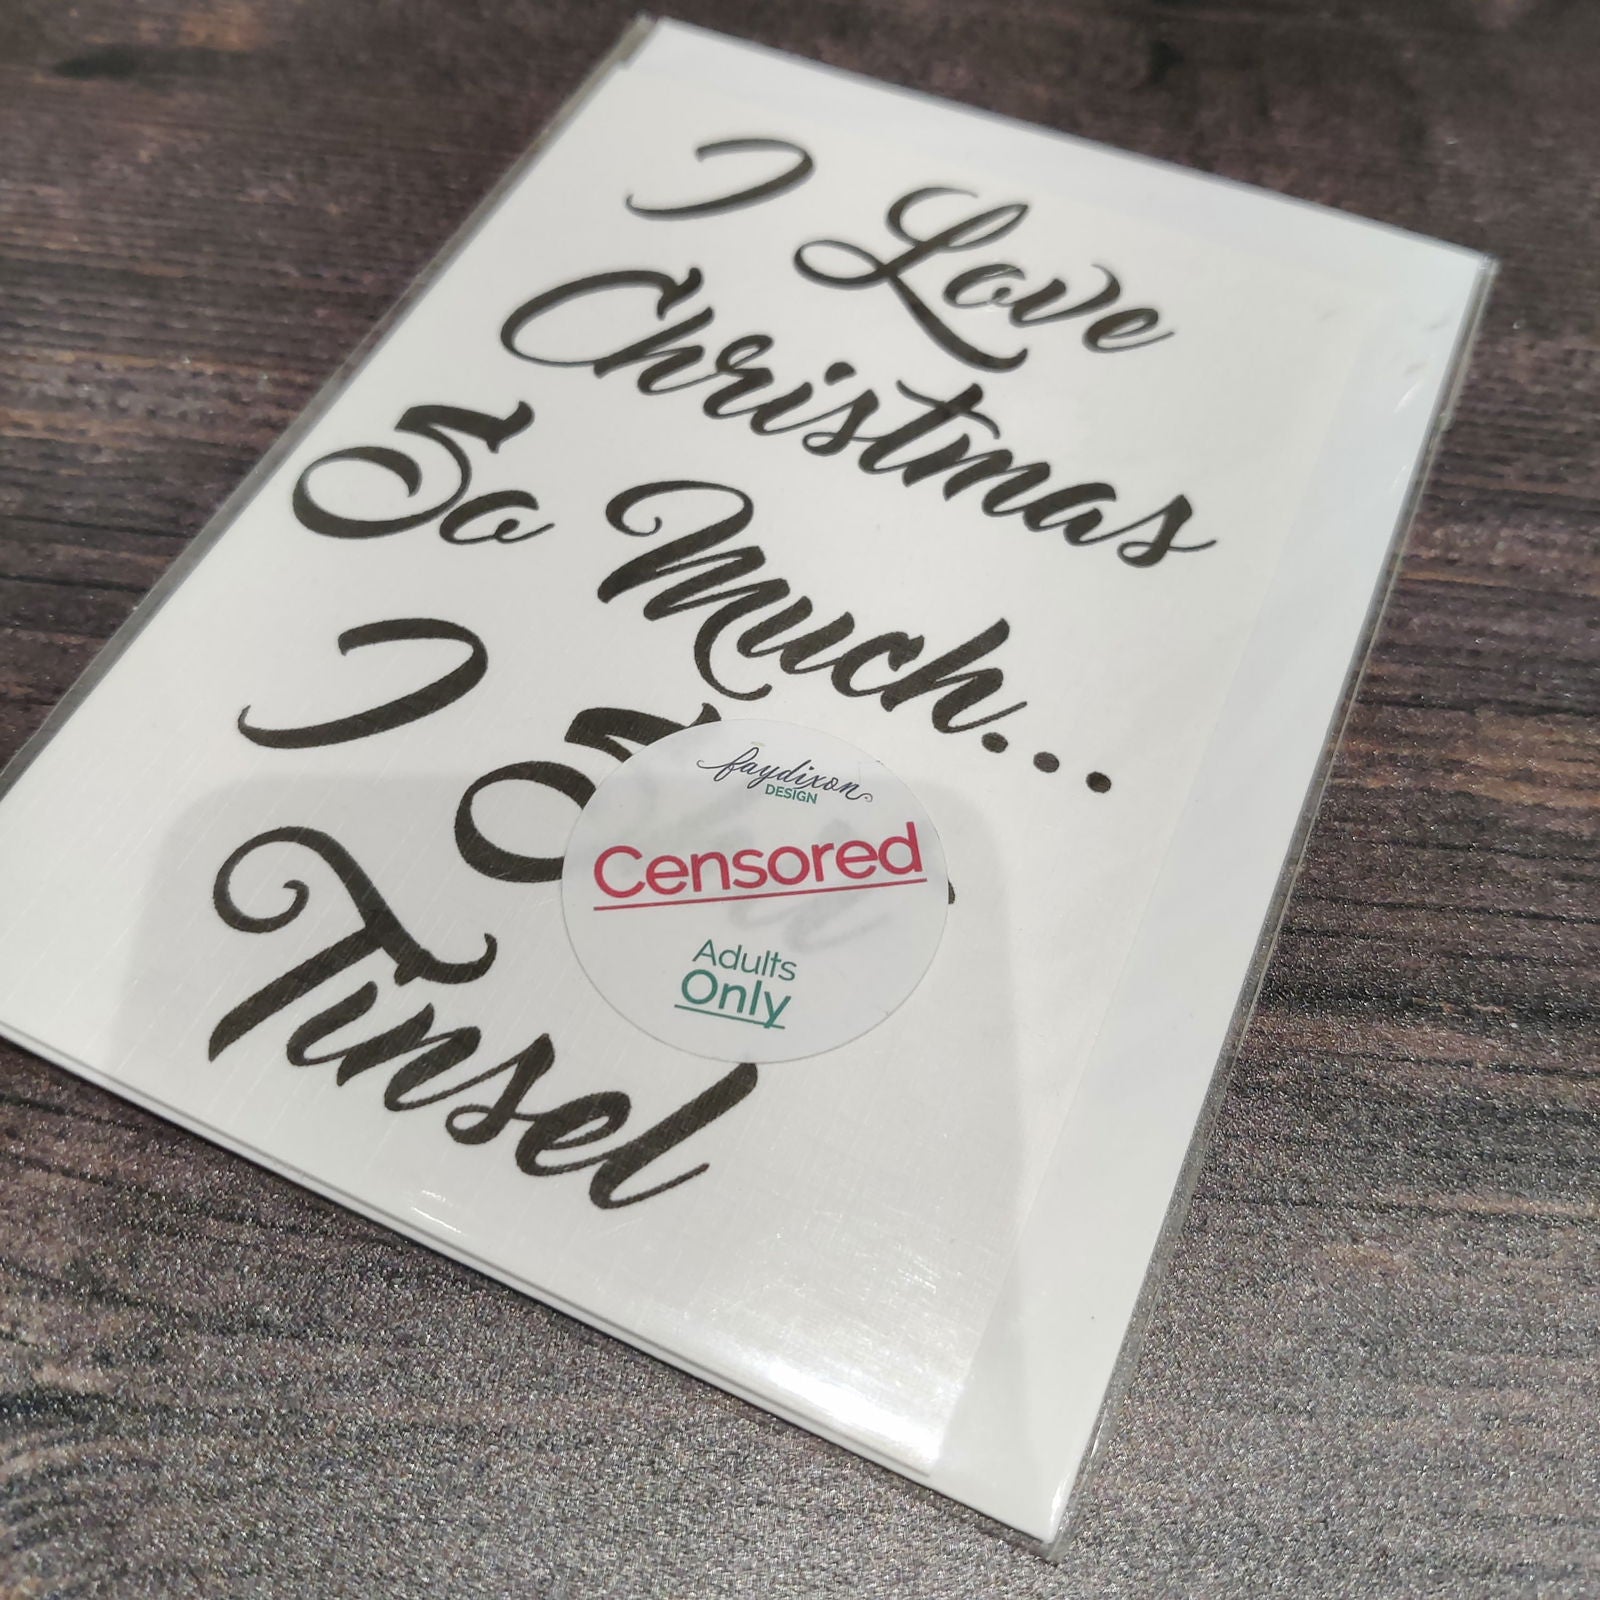 I Love
Christmas
So Much...
I
Tinsel
faydixon
DESIGN
Censored
Adults
Only